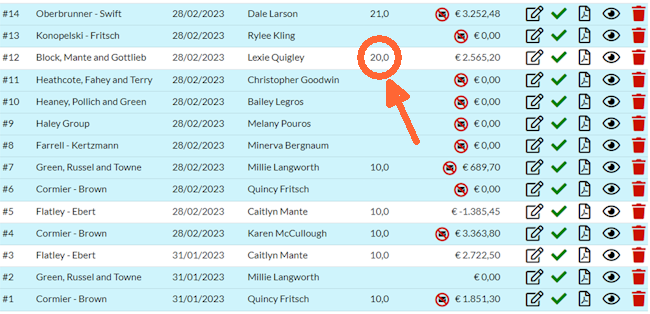 #14 Oberbrunner - Swift 28/02/2023 Dale Larson 21,0 € 3.252,48
#13 Konopelski - Fritsch 28/02/2023 Rylee Kling € 0,00
#12 Block, Mante and Gottlieb 28/02/2023 Lexie Quigley 20,0 € 2.565,20
#11 Heathcote, Fahey and Terry 28/02/2023 Christopher Goodwin € 0,00
#10 Heaney, Pollich and Green 28/02/2023 Bailey Legros € 0,00
#9 Haley Group 28/02/2023 Melany Pouros € 0,00
#8 Farrell - Kertzmann 28/02/2023 Minerva Bergnaum € 0,00
#7 Green, Russel and Towne 28/02/2023 Millie Langworth 10,0 € 689,70
#6 Cormier - Brown 28/02/2023 Quincy Fritsch € 0,00
#5 Flatley - Ebert 28/02/2023 Caitlyn Mante 10,0 € -1.385,45
#4 Cormier - Brown 28/02/2023 Karen McCullough 10,0 € 3.363,80
#3 Flatley - Ebert 31/01/2023 Caitlyn Mante 10,0 € 2.722,50
#2 Green, Russel and Towne 31/01/2023 Millie Langworth € 0,00
#1 Cormier - Brown 31/01/2023 Quincy Fritsch 10,0 € 1.851,30